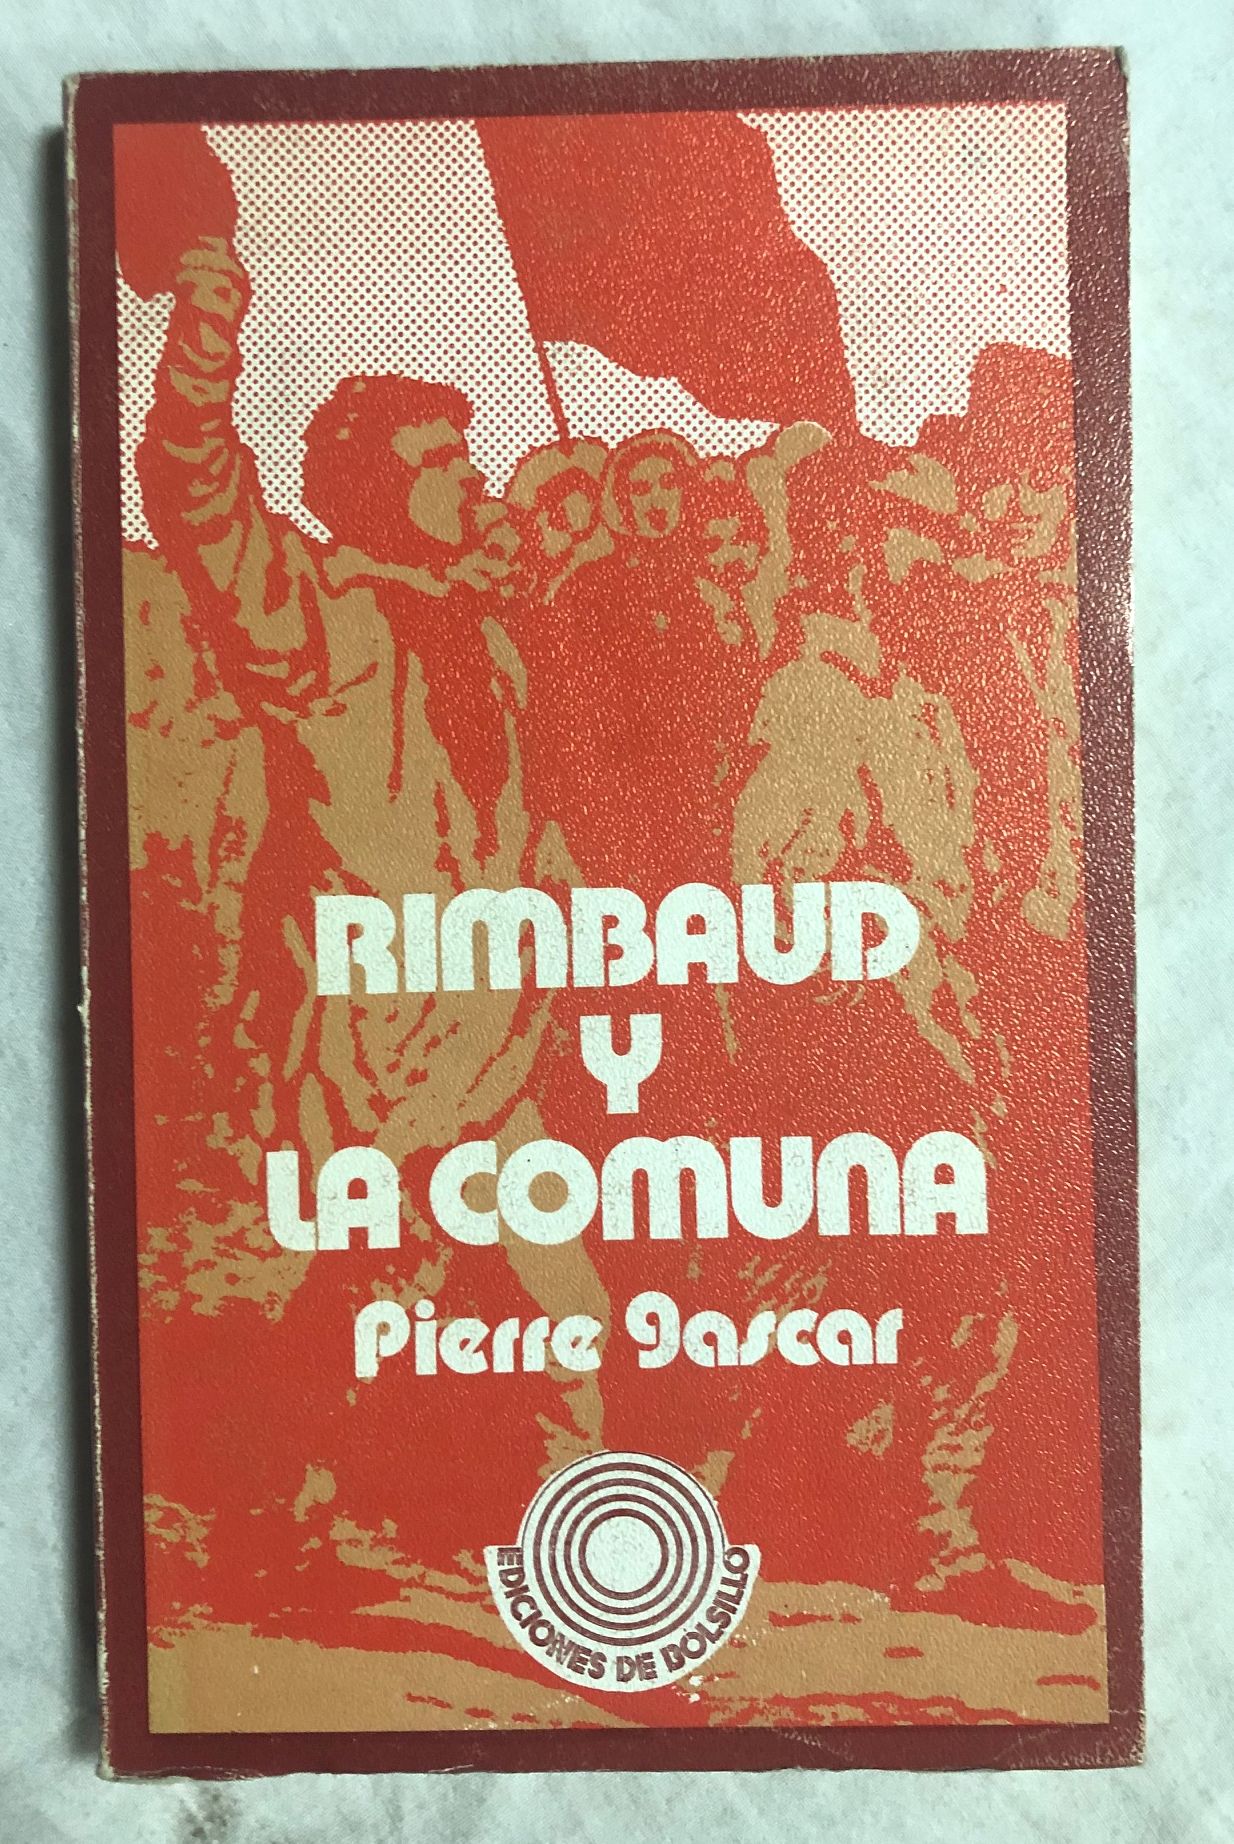 RIMBAUD
Y
LA COMUNA
Pierre Gascar
EDICIONES DE BOLSILLO